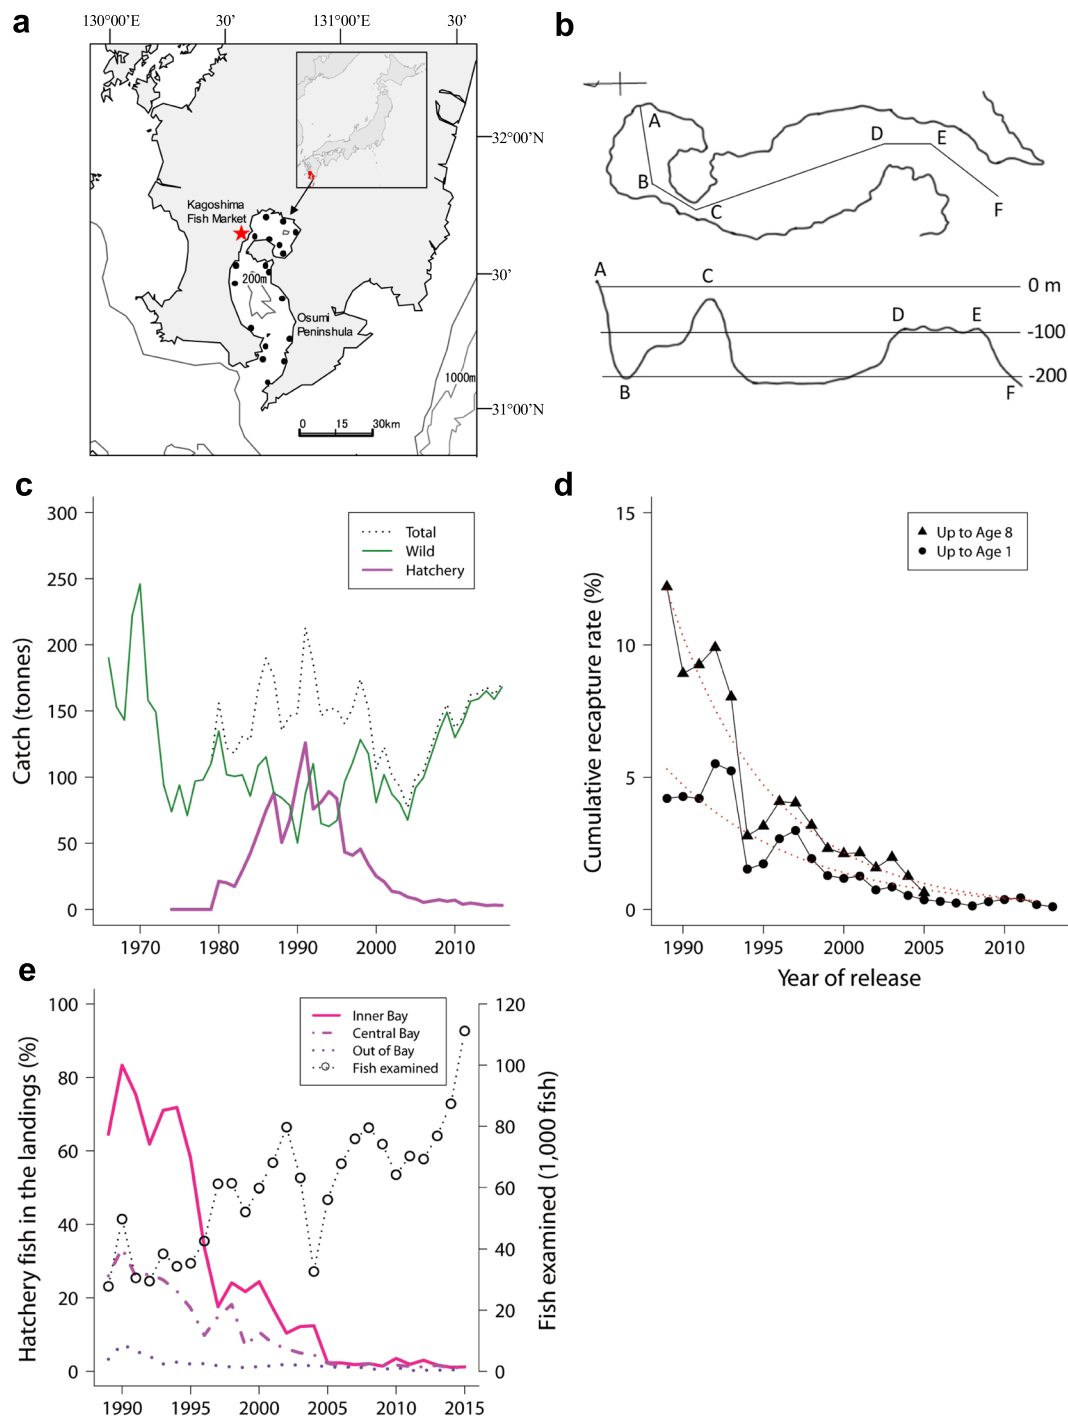 a
130°00’E
30’
131°00’E
30’
32°00’N
30’
31°00’N
Kagoshima
Fish Market
200m
Osumi
Peninshula
1000m
0 15 30km
b
A
B
C
D
E
F
A
B
C
D
E
F
0 m
-100
-200
c
Catch (tonnes)
300
250
200
150
100
50
0
Total
Wild
Hatchery
1970 1980 1990 2000 2010
d
Cumulative recapture rate (%)
15
10
5
0
Up to Age 8
Up to Age 1
1990 1995 2000 2005 2010
Year of release
e
Hatchery fish in the landings (%)
100
80
60
40
20
0
Inner Bay
Central Bay
Out of Bay
Fish examined
120
100
80
60
40
20
0
Fish examined (1,000 fish)
1990 1995 2000 2005 2010 2015